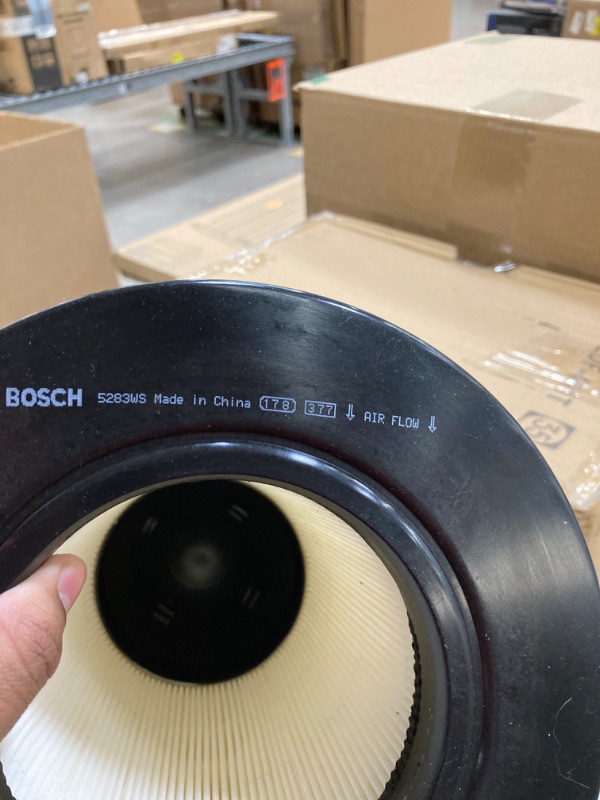 BOSCH 5283WS Made in China 178 377 ⇓ AIR FLOW ⇓